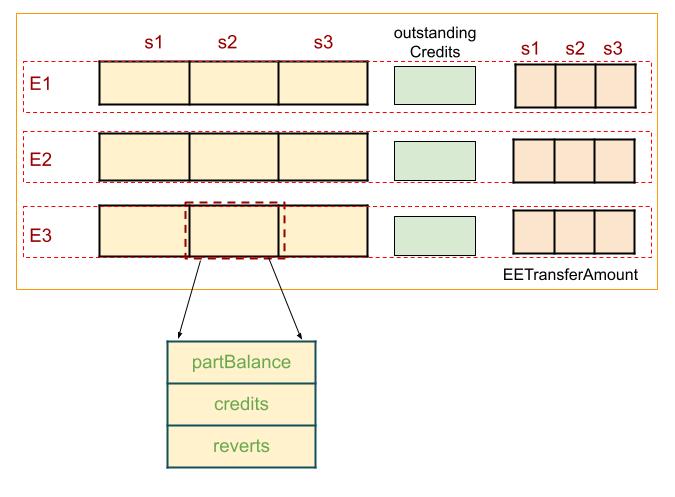 outstanding
Credits
s1 s2 s3
s1 s2 s3
E1
E2
E3
EETransferAmount
partBalance
credits
reverts